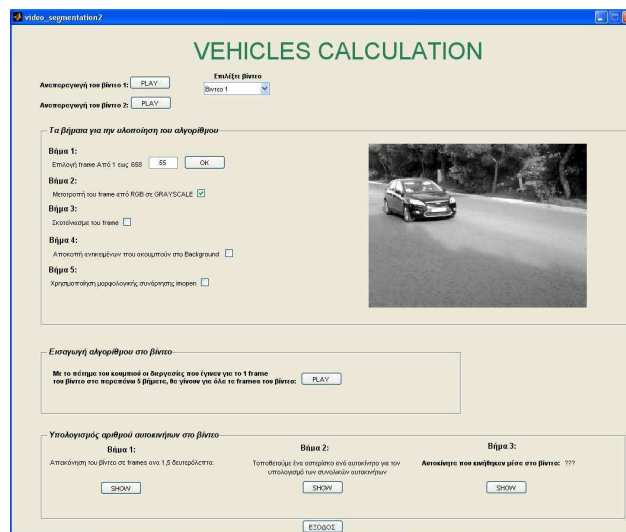 video_segmentation2
VEHICLES CALCULATION
Αναπαραγωγή του βίντεο 1: PLAY
Επιλέξτε βίντεο
Βιντεο 1
Αναπαραγωγή του βίντεο 2: PLAY
Τα βήματα για την υλοποίηση του αλγορίθμου
Βήμα 1:
Επιλογή frame Από 1 εως 658 55 OK
Βήμα 2:
Μετατροπή του frame από RGB σε GRAYSCALE
Βήμα 3:
Σκοτείνιασμα του frame
Βήμα 4:
Αποκοπή αντικειμένων που ακουμπούν στο Background
Βήμα 5:
Χρησιμοποίηση μορφολογικής συνάρτησης imopen
Εισαγωγή αλγορίθμου στο βίντεο
Με το πάτημα του κουμπιού οι διεργασίες που έγιναν για το 1 frame
του βίντεο στα παραπάνω 5 βήματα, θα γίνουν για όλα τα frames του βίντεο: PLAY
Υπολογισμός αριθμού αυτοκινήτων στο βίντεο
Βήμα 1:
Απεικόνηση του βίντεο σε frames ανα 1,5 δευτερόλεπτα:
SHOW
Βήμα 2:
Τοποθετούμε ένα αστερίσκο ανά αυτοκίνητο για τον
υπολογισμό των συνολικών αυτοκινήτων
SHOW
Βήμα 3:
Αυτοκίνητα που κινήθηκαν μέσα στο βίντεο: ???
SHOW
ΕΞΟΔΟΣ